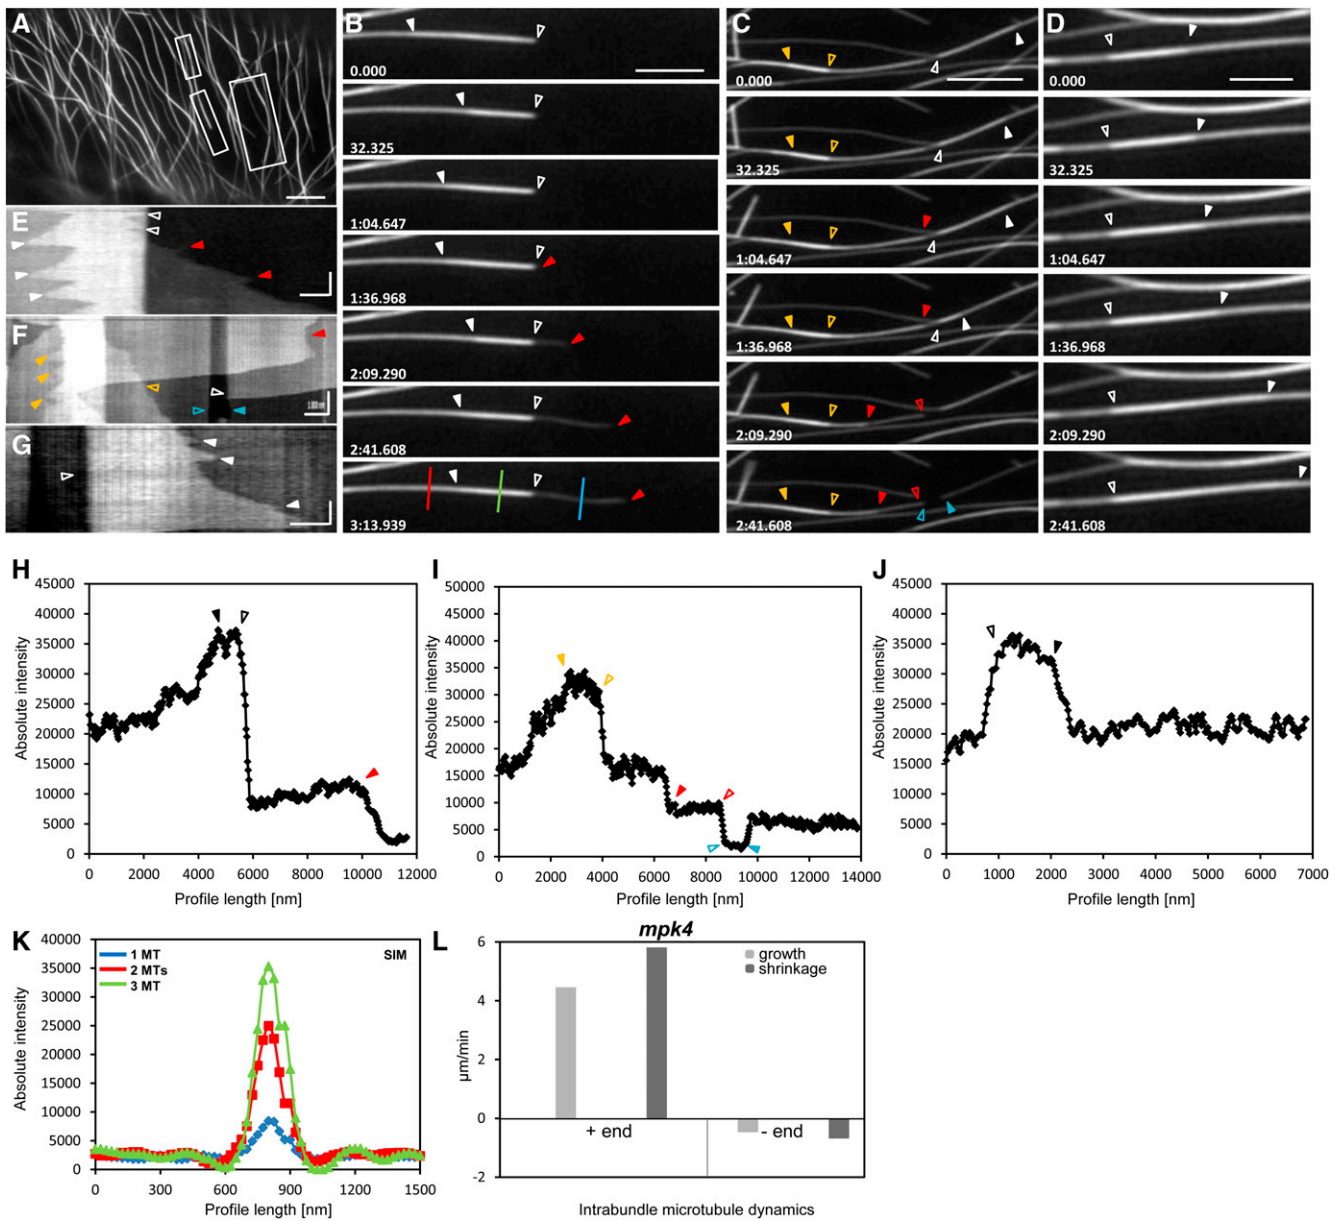 A
B
C
D
0.000
32.325
1:04.647
1:36.968
2:09.290
2:41.608
3:13.939
0.000
32.325
1:04.647
1:36.968
2:09.290
2:41.608
0.000
32.325
1:04.647
1:36.968
2:09.290
2:41.608
E
F
G
H
45000
40000
35000
30000
25000
20000
15000
10000
5000
0
Absolute intensity
0 2000 4000 6000 8000 10000 12000
Profile length [nm]
I
50000
45000
40000
35000
30000
25000
20000
15000
10000
5000
0
Absolute intensity
0 2000 4000 6000 8000 10000 12000 14000
Profile length [nm]
J
45000
40000
35000
30000
25000
20000
15000
10000
5000
0
Absolute intensity
0 1000 2000 3000 4000 5000 6000 7000
Profile length [nm]
K
40000
35000
30000
25000
20000
15000
10000
5000
0
Absolute intensity
1 MT
2 MTs
3 MT
SIM
0 300 600 900 1200 1500
Profile length [nm]
L
mpk4
6
4
2
0
-2
µm/min
growth
shrinkage
+ end
- end
Intrabundle microtubule dynamics